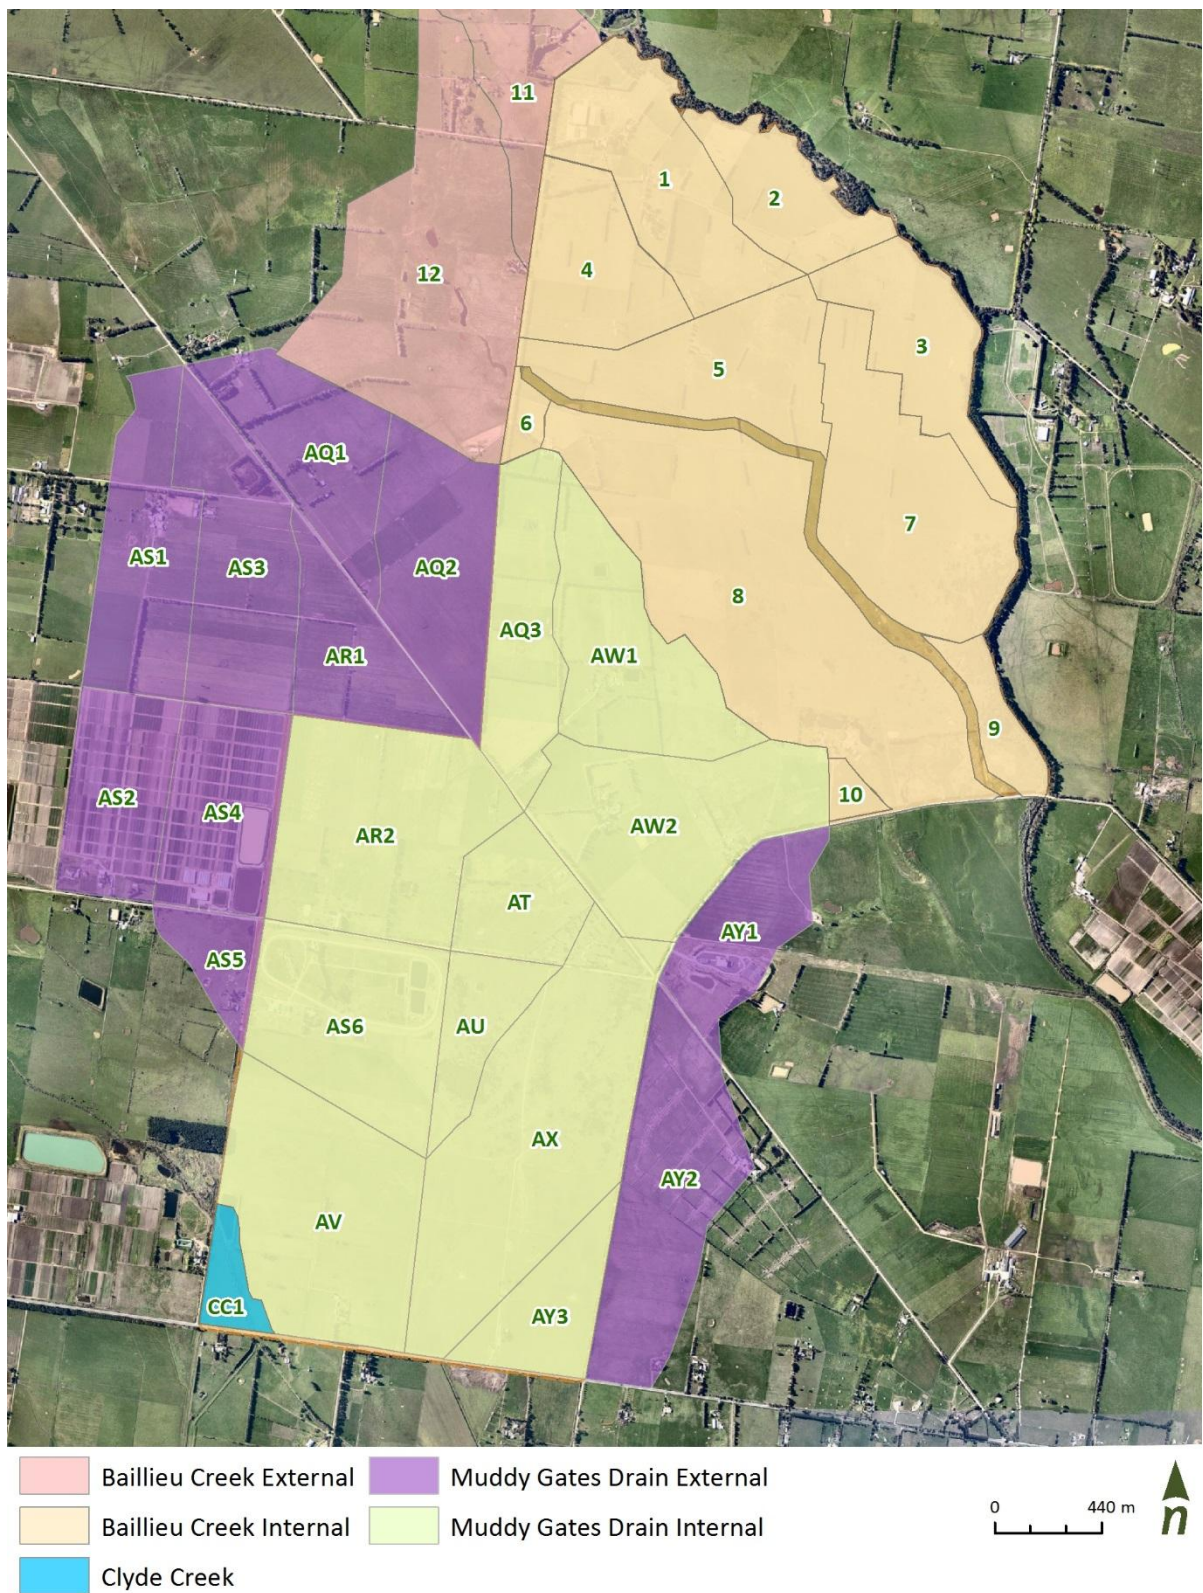 11
1
2
4
12
3
5
6
AQ1
7
AS1
AS3
AQ2
8
AQ3
AW1
AR1
9
AS2
10
AS4
AW2
AR2
AT
AY1
AS5
AS6
AU
AX
AY2
AV
CC1
AY3
Baillieu Creek External
Muddy Gates Drain External
Baillieu Creek Internal
Muddy Gates Drain Internal
Clyde Creek
0 440 m
n